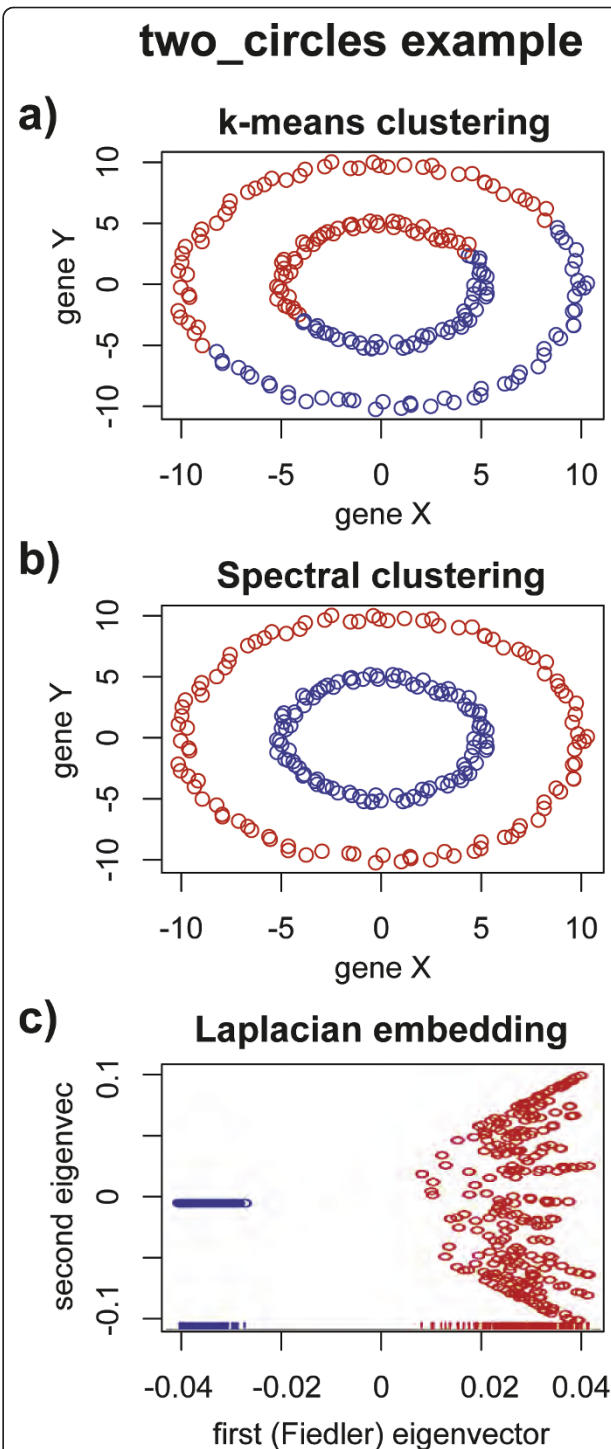 two_circles example
a)
k-means clustering
gene Y
10
5
0
-5
-10
-10 -5 0 5 10
gene X
b)
Spectral clustering
gene Y
10
5
0
-5
-10
-10 -5 0 5 10
gene X
c)
Laplacian embedding
second eigenvec
0.1
0
-0.1
-0.04 -0.02 0 0.02 0.04
first (Fiedler) eigenvector